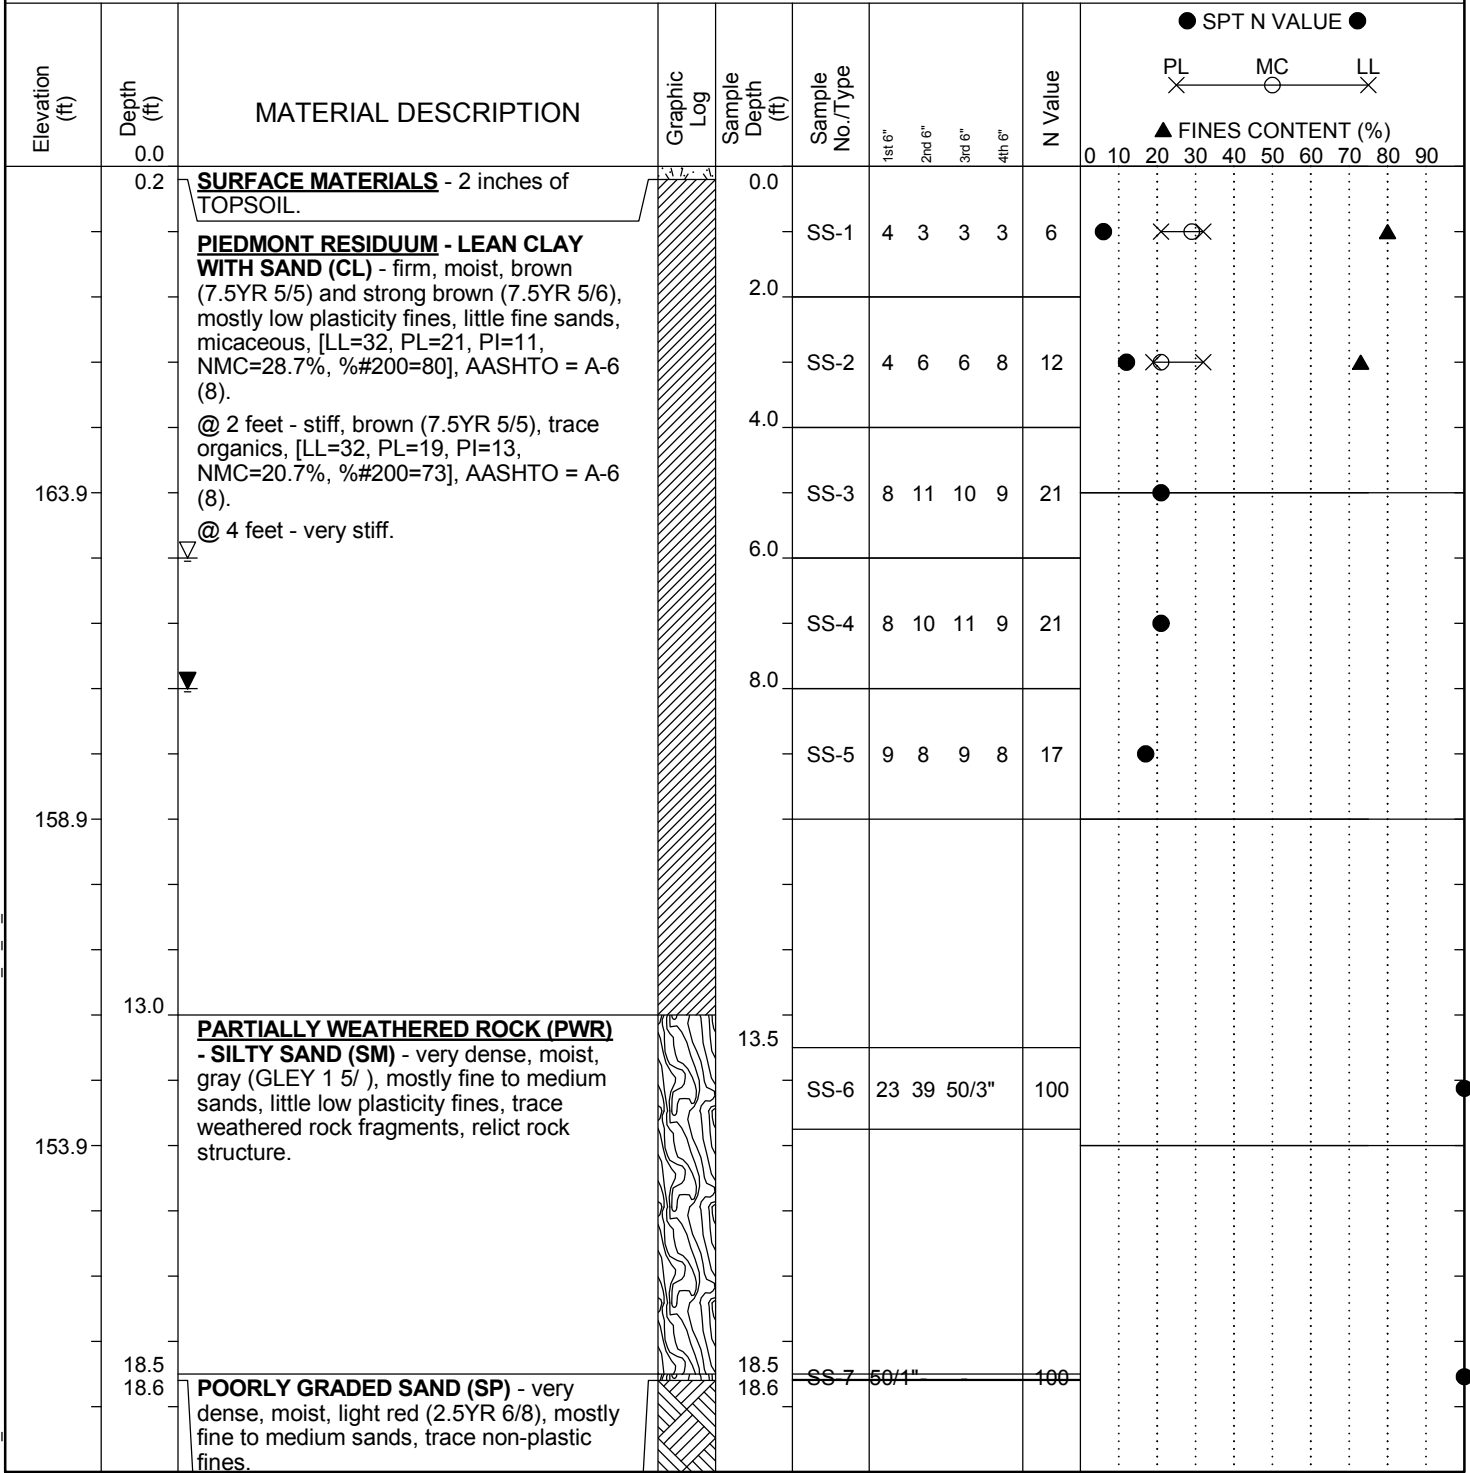 ● SPT N VALUE ●
PL MC LL
▲ FINES CONTENT (%)
0 10 20 30 40 50 60 70 80 90
Elevation
(ft)
Depth
(ft)
0.0
MATERIAL DESCRIPTION
Graphic
Log
Sample
Depth
(ft)
Sample
No./Type
1st 6"
2nd 6"
3rd 6"
4th 6"
N Value
0.2
SURFACE MATERIALS - 2 inches of
TOPSOIL.
0.0
PIEDMONT RESIDUUM - LEAN CLAY
WITH SAND (CL) - firm, moist, brown
(7.5YR 5/5) and strong brown (7.5YR 5/6),
mostly low plasticity fines, little fine sands,
micaceous, [LL=32, PL=21, PI=11,
NMC=28.7%, %#200=80], AASHTO = A-6
(8).
SS-1 4 3 3 3 6
2.0
SS-2 4 6 6 8 12
@ 2 feet - stiff, brown (7.5YR 5/5), trace
organics, [LL=32, PL=19, PI=13,
NMC=20.7%, %#200=73], AASHTO = A-6
(8).
4.0
163.9
SS-3 8 11 10 9 21
@ 4 feet - very stiff.
6.0
SS-4 8 10 11 9 21
8.0
SS-5 9 8 9 8 17
158.9
13.0
PARTIALLY WEATHERED ROCK (PWR)
- SILTY SAND (SM) - very dense, moist,
gray (GLEY 1 5/ ), mostly fine to medium
sands, little low plasticity fines, trace
weathered rock fragments, relict rock
structure.
13.5
SS-6 23 39 50/3" 100
153.9
18.5
18.5
SS-7 50/1" - - 100
18.6
18.6
POORLY GRADED SAND (SP) - very
dense, moist, light red (2.5YR 6/8), mostly
fine to medium sands, trace non-plastic
fines.